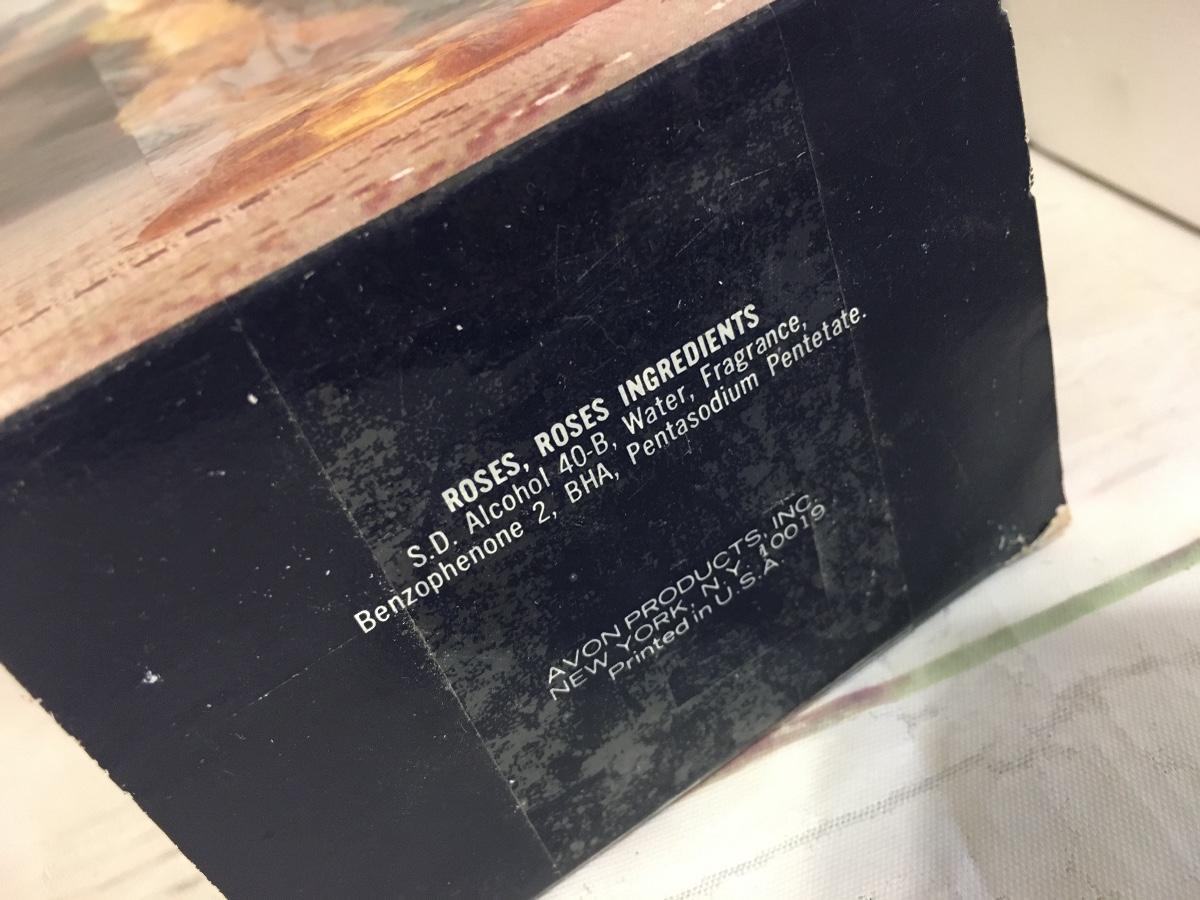 ROSES, ROSES INGREDIENTS
S.D. Alcohol 40-B, Water, Fragrance,
Benzophenone 2, BHA, Pentasodium Pentetate.
AVON PRODUCTS, INC.
NEW YORK, N.Y. 10019
Printed in U.S.A